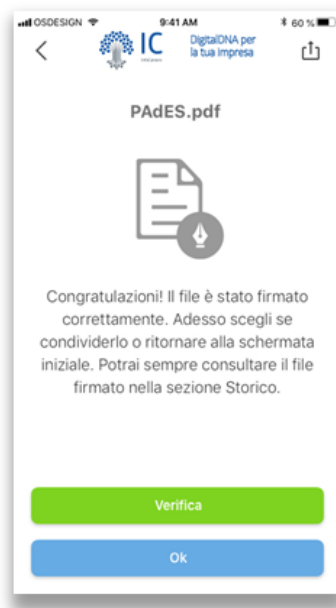 OSDESIGN 9:41 AM 60 %
IC DigitalDNA per
la tua impresa
PAdES.pdf
Congratulazioni! Il file è stato firmato
correttamente. Adesso scegli se
condividerlo o ritornare alla schermata
iniziale. Potrai sempre consultare il file
firmato nella sezione Storico.
Verifica
Ok